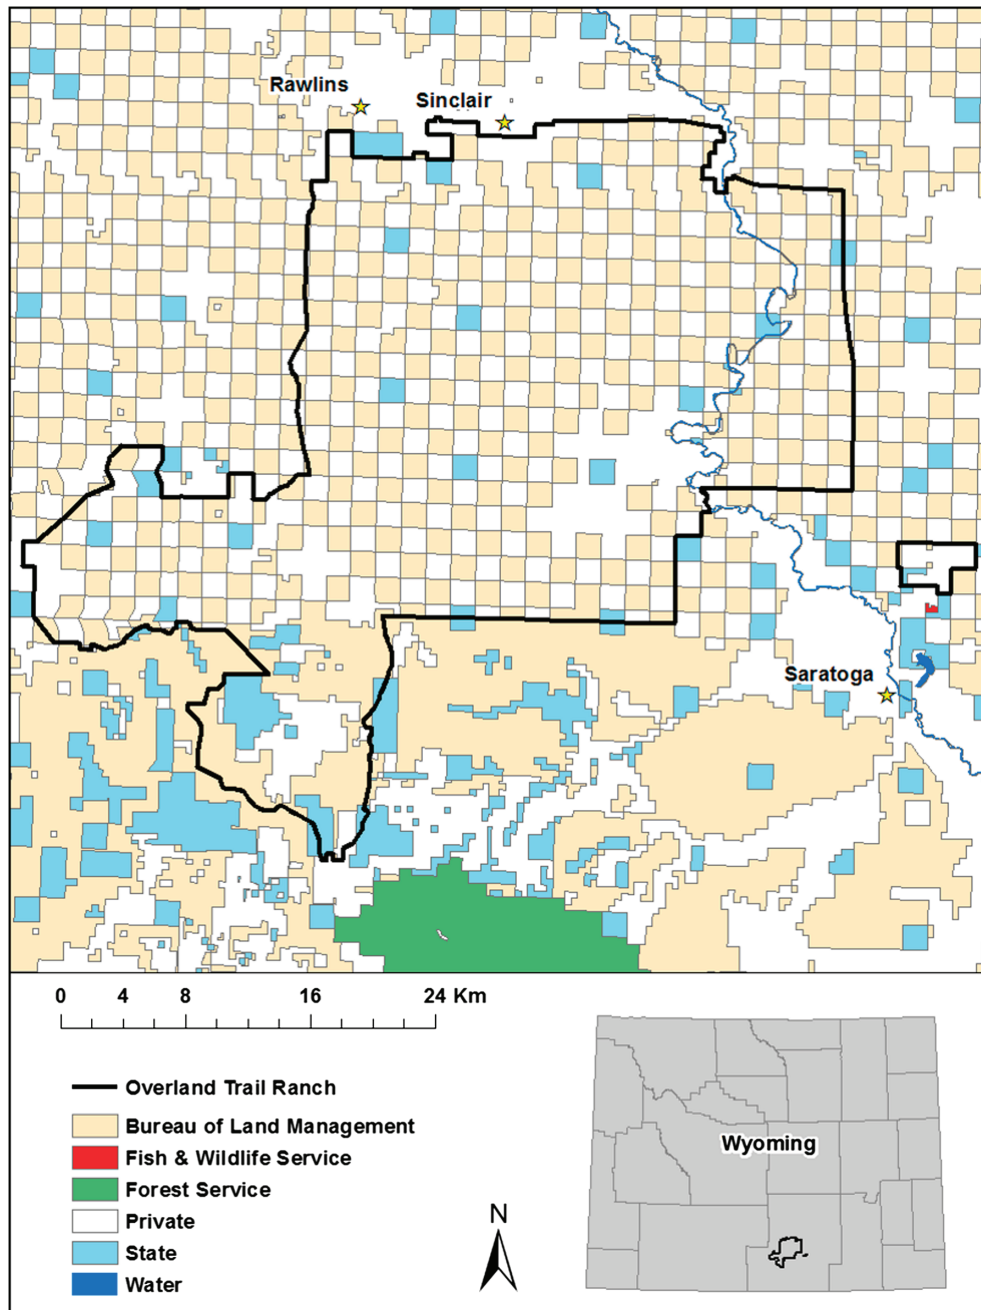 Rawlins
Sinclair
Saratoga
0 4 8 16 24 Km
Overland Trail Ranch
Bureau of Land Management
Fish & Wildlife Service
Forest Service
Private
State
Water
N
Wyoming